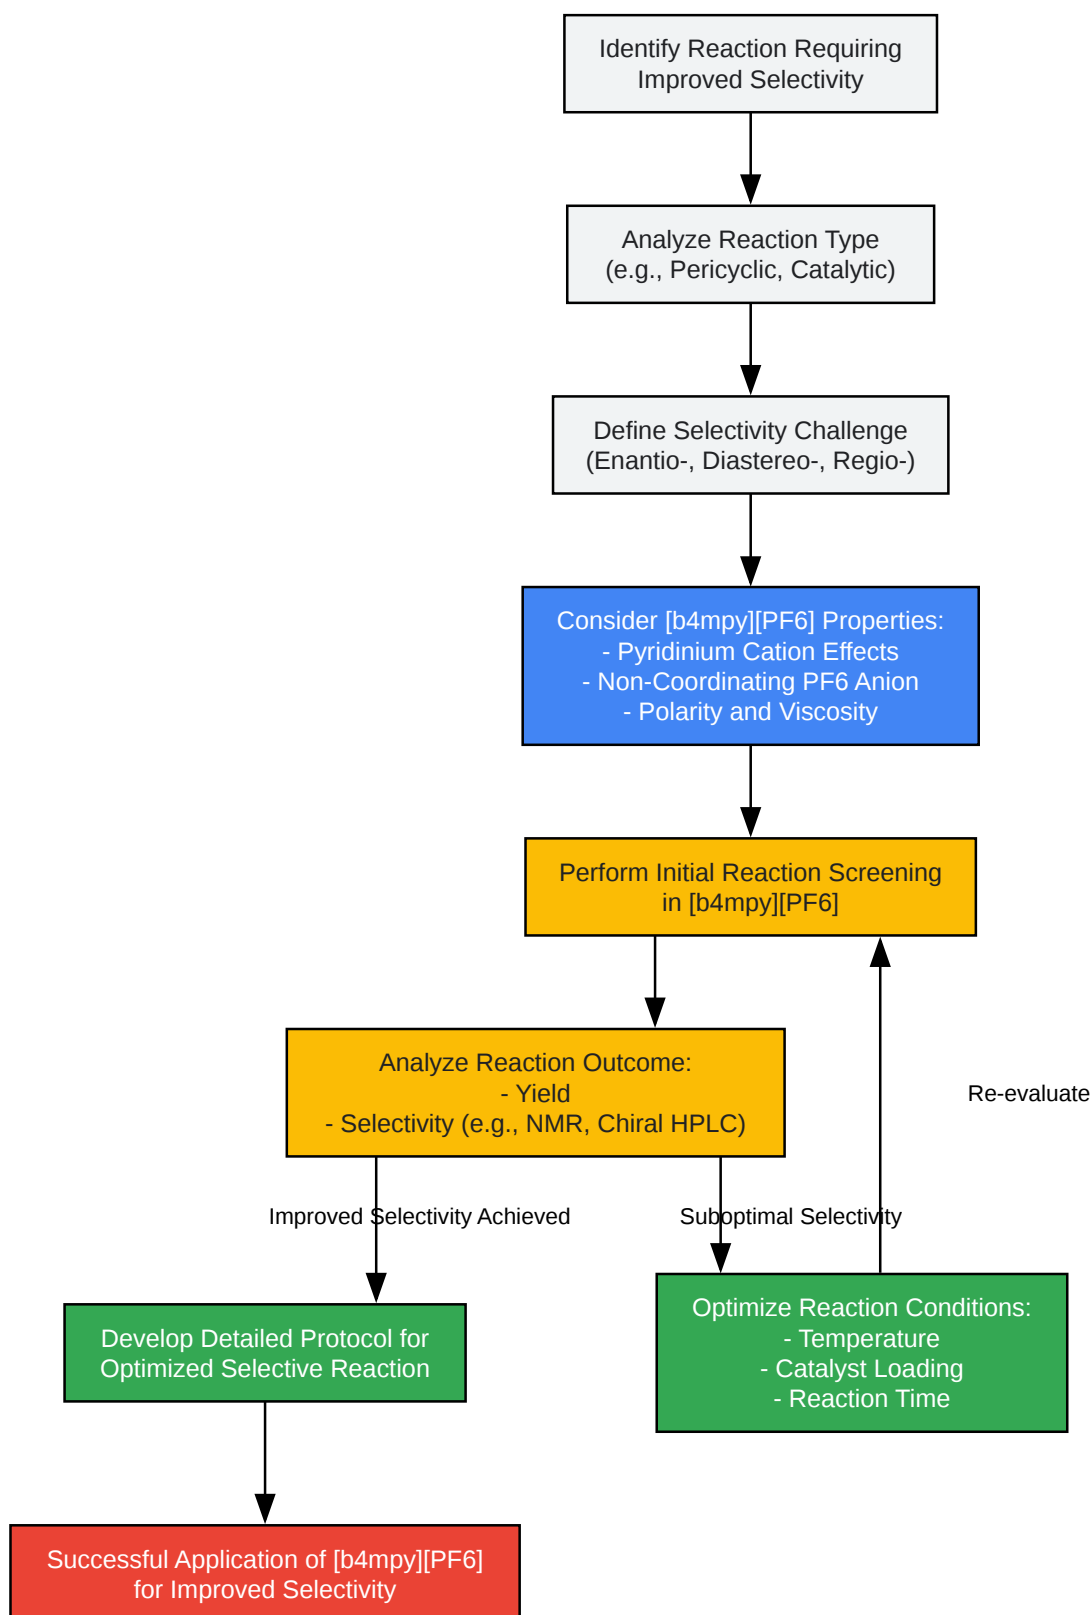 Identify Reaction Requiring
Improved Selectivity
Analyze Reaction Type
(e.g., Pericyclic, Catalytic)
Define Selectivity Challenge
(Enantio-, Diastereo-, Regio-)
Consider [b4mpy][PF6] Properties:
- Pyridinium Cation Effects
- Non-Coordinating PF6 Anion
- Polarity and Viscosity
Perform Initial Reaction Screening
in [b4mpy][PF6]
Analyze Reaction Outcome:
- Yield
- Selectivity (e.g., NMR, Chiral HPLC)
Re-evaluate
Improved Selectivity Achieved
Suboptimal Selectivity
Develop Detailed Protocol for
Optimized Selective Reaction
Optimize Reaction Conditions:
- Temperature
- Catalyst Loading
- Reaction Time
Successful Application of [b4mpy][PF6]
for Improved Selectivity